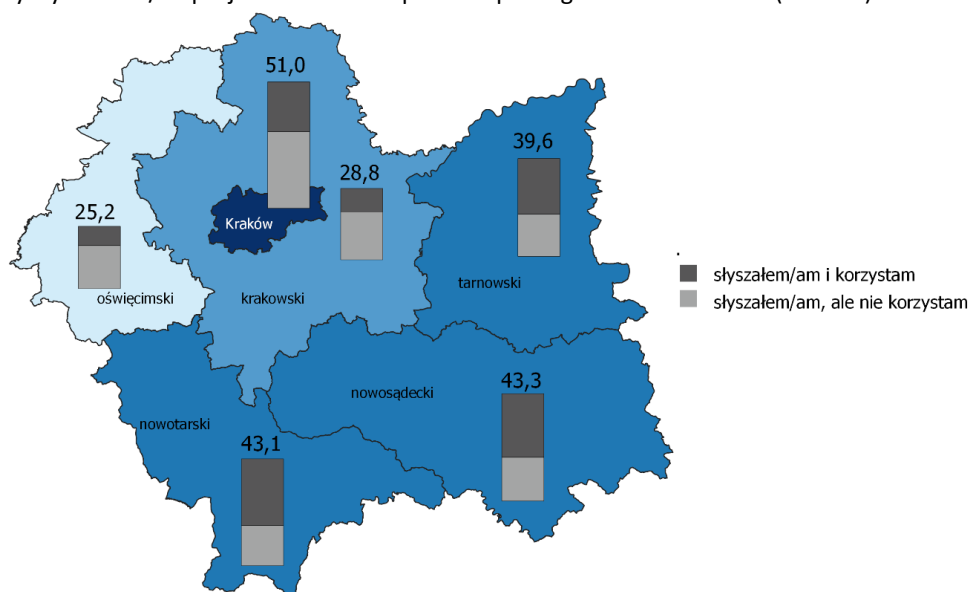 51,0
39,6
28,8
25,2
Kraków
tarnowski
oświęcimski
krakowski
słyszałem/am i korzystam
słyszałem/am, ale nie korzystam
nowosądecki
43,3
nowotarski
43,1